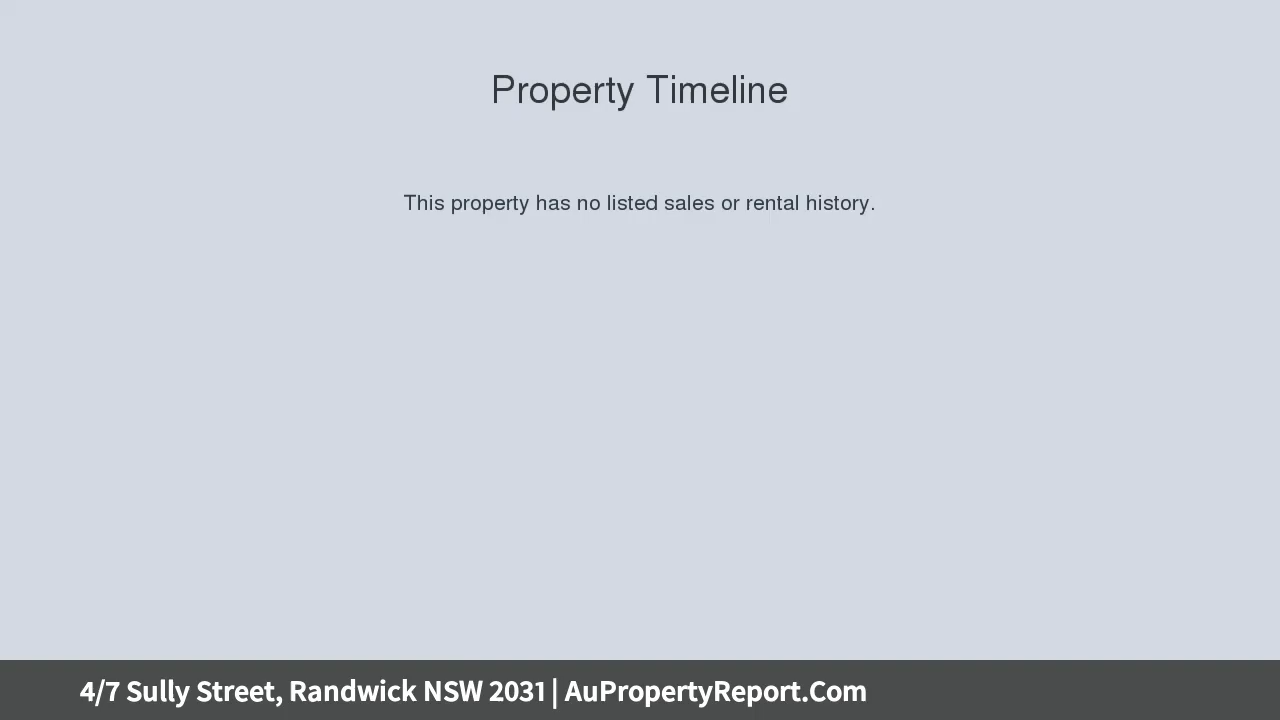 Property Timeline
This property has no listed sales or rental history.
4/7 Sully Street, Randwick NSW 2031 | AuPropertyReport.Com